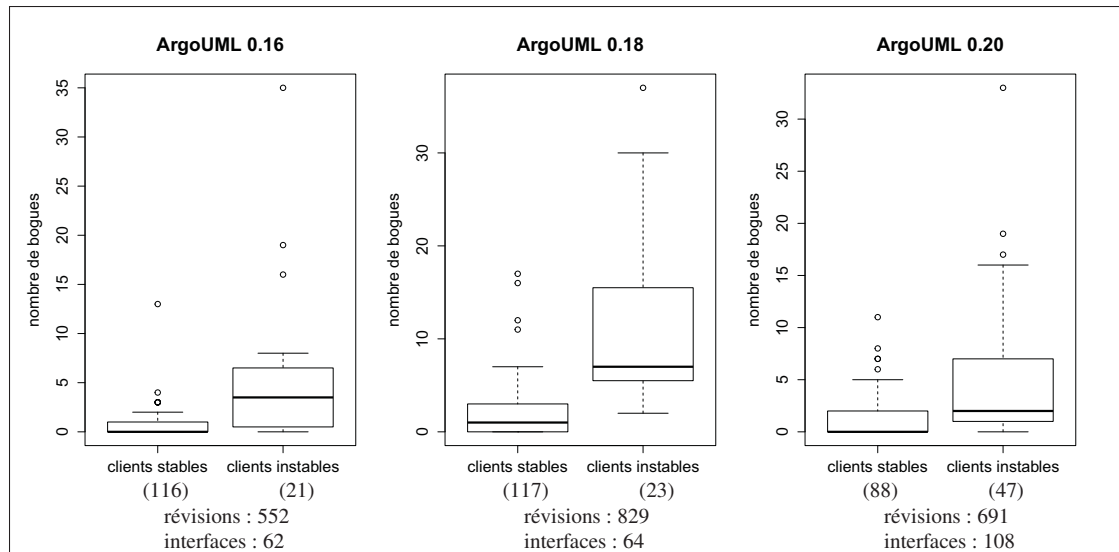 ArgoUML 0.16
nombre de bogues
35
30
25
20
15
10
5
0
clients stables
clients instables
(116)
(21)
révisions : 552
interfaces : 62
ArgoUML 0.18
nombre de bogues
30
20
10
0
clients stables
clients instables
(117)
(23)
révisions : 829
interfaces : 64
ArgoUML 0.20
nombre de bogues
30
25
20
15
10
5
0
clients stables
clients instables
(88)
(47)
révisions : 691
interfaces : 108